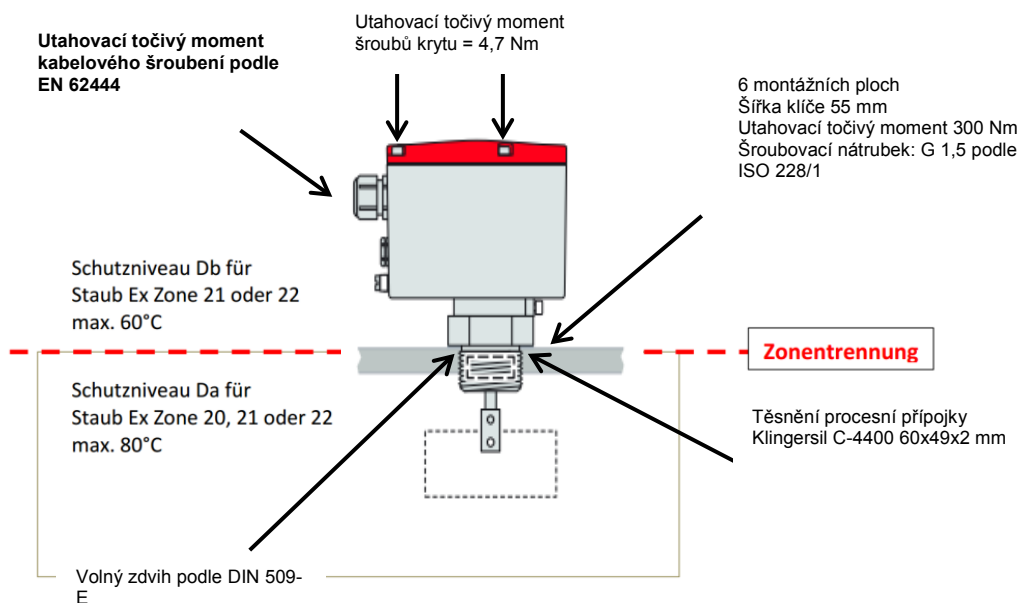 Utahovací točivý moment
kabelového šroubení podle
EN 62444
Utahovací točivý moment
šroubů krytu = 4,7 Nm
6 montážních ploch
Šířka klíče 55 mm
Utahovací točivý moment 300 Nm
Šroubovací nátrubek: G 1,5 podle
ISO 228/1
Schutzniveau Db für
Staub Ex Zone 21 oder 22
max. 60°C
Zonentrennung
Schutzniveau Da für
Staub Ex Zone 20, 21 oder 22
max. 80°C
Těsnění procesní přípojky
Klingersil C-4400 60x49x2 mm
Volný zdvih podle DIN 509-
E